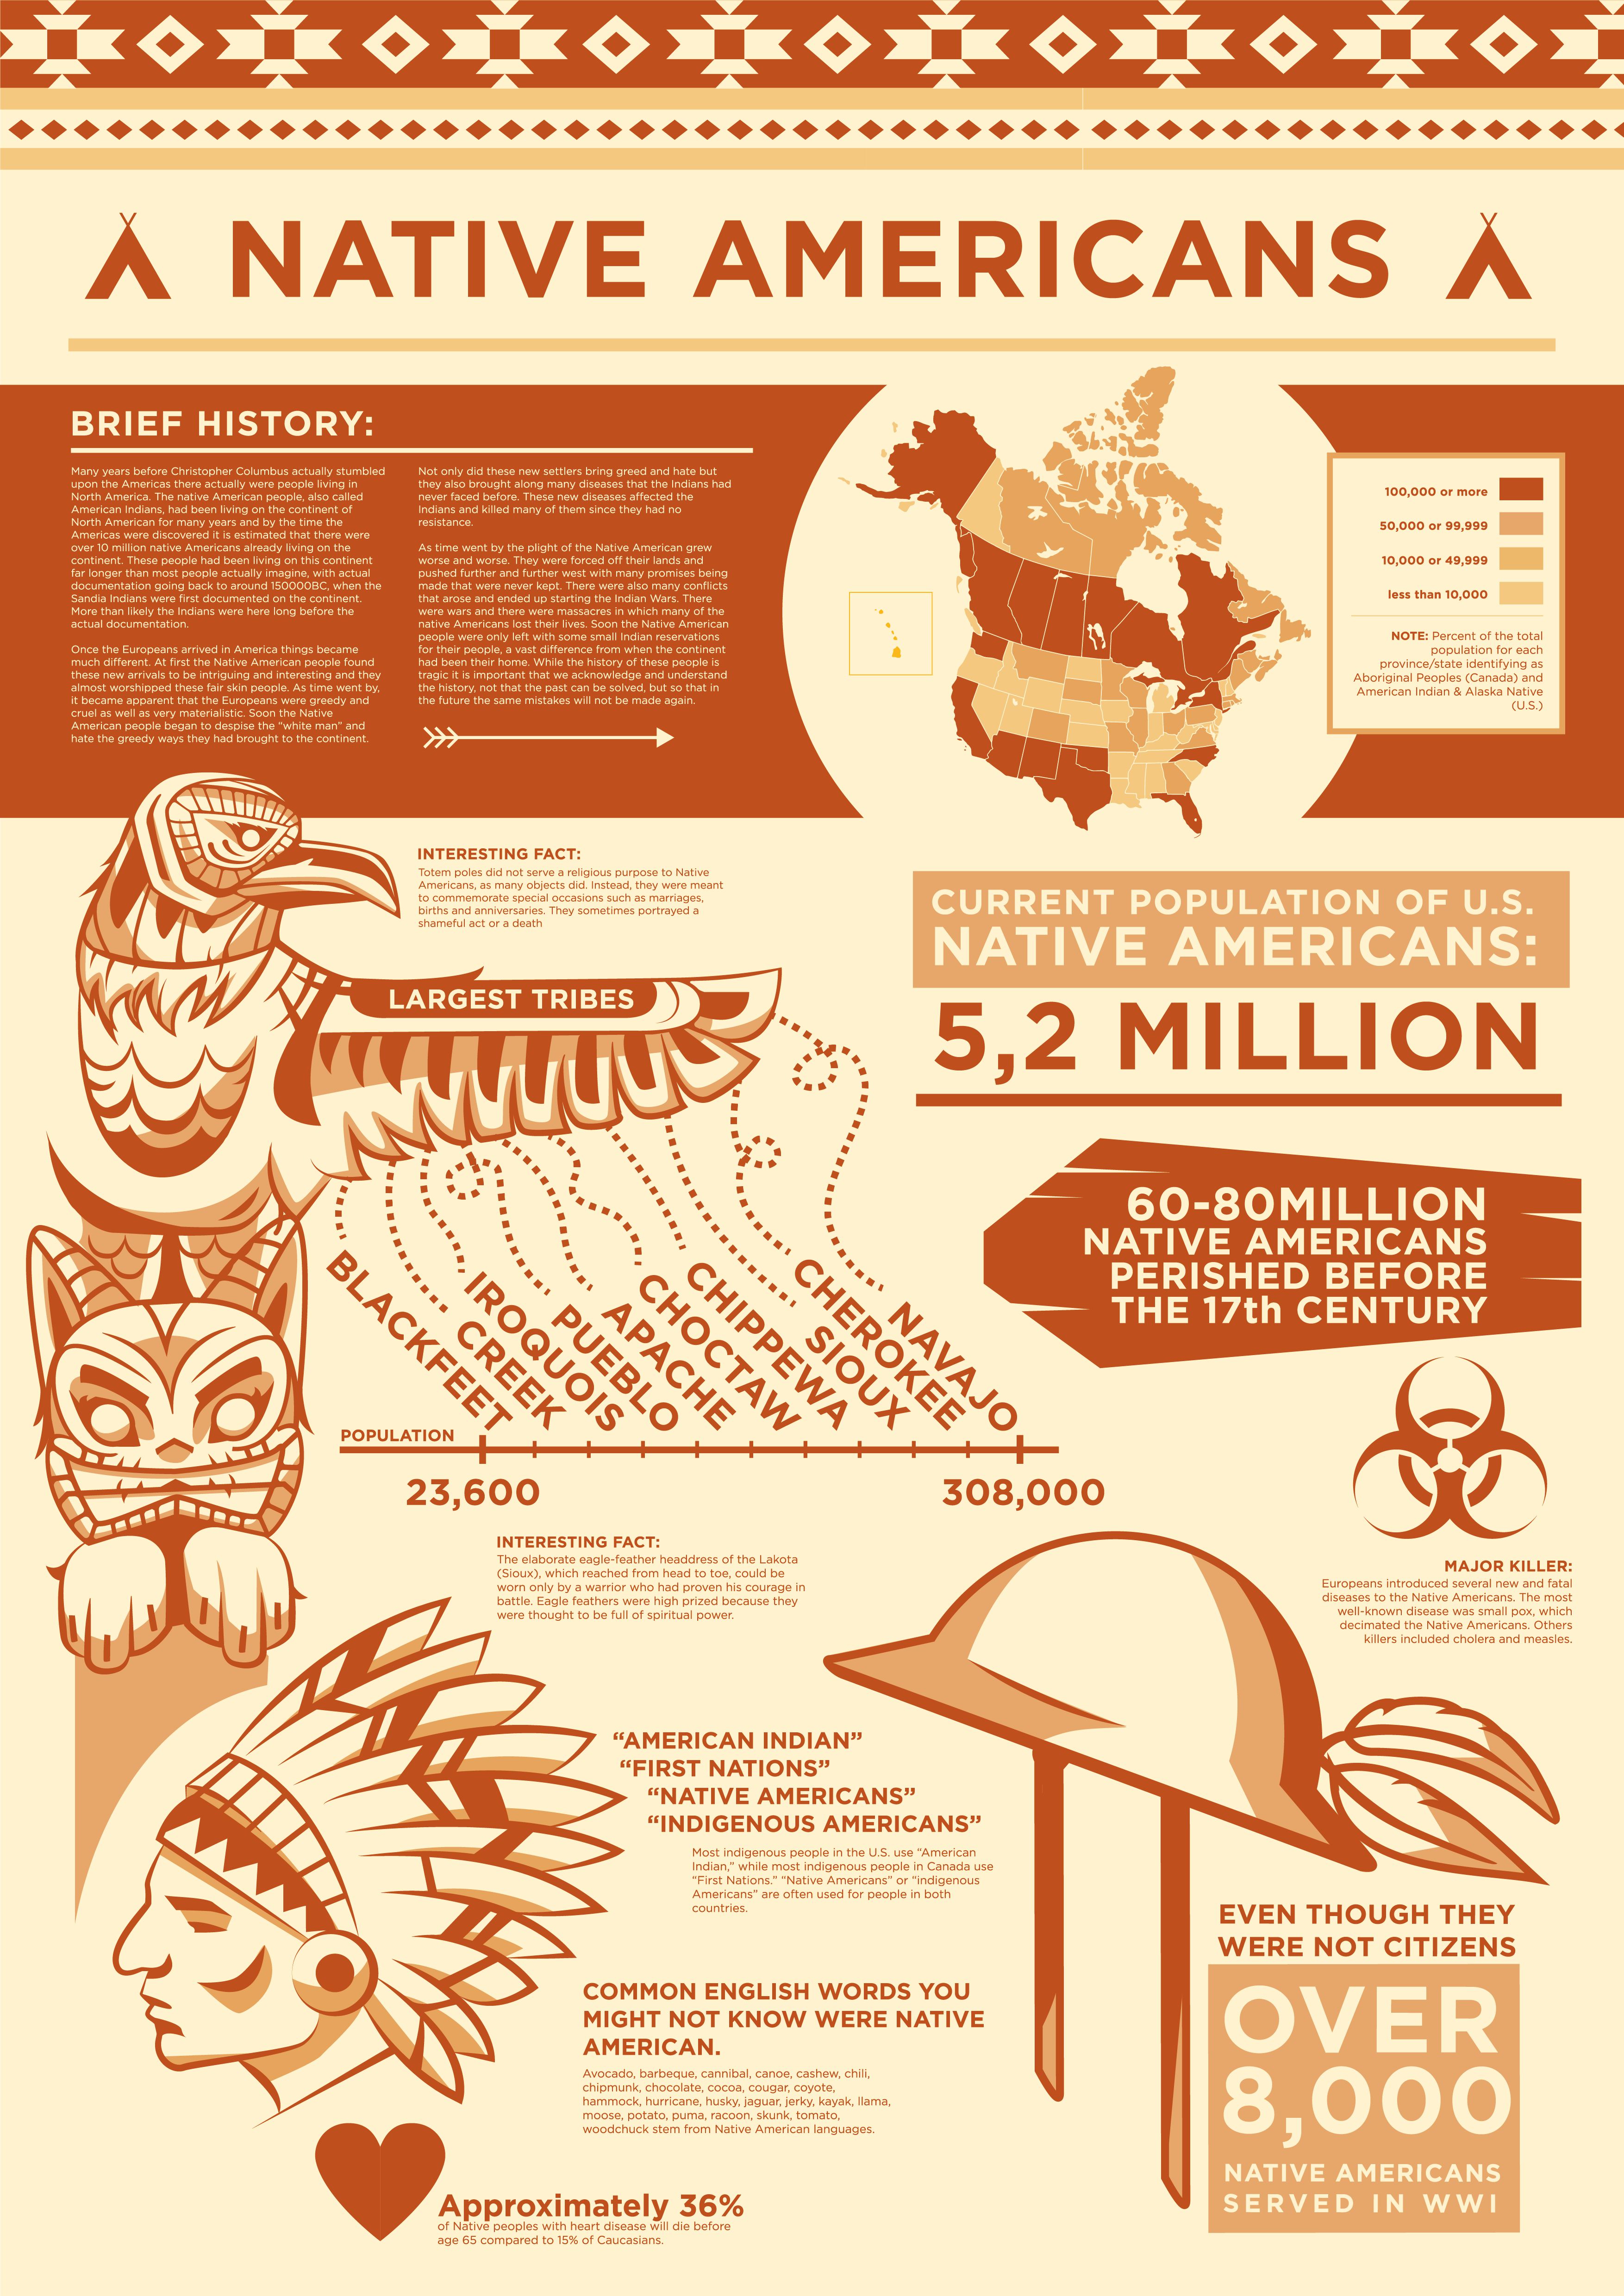 NATIVE AMERICANS
BRIEF HISTORY:
Many years before Christopher Columbus actually stumbled
upon the Americas there actually were people living in
North America. The native American people, also called
American Indians, had been living on the continent of
North American for many years and by the time the
Americas were discovered it is estimated that there were
over 10 million native Americans already living on the
continent. These people had been living on this continent
far longer than most people actually imagine, with actual
documentation going back to around 150000BC, when the
Sandia Indians were first documented on the continent.
More than likely the Indians were here long before the
actual documentation.
Once the Europeans arrived in America things became
much different. At first the Native American people found
these new arrivals to be intriguing and interesting and they
almost worshipped these fair skin people. As time went by,
it became apparent that the Europeans were greedy and
cruel as well as very materialistic. Soon the Native
American people began to despise the "white man" and
hate the greedy ways they had brought to the continent.
Not only did these new settlers bring greed and hate but
they also brought along many diseases that the Indians had
never faced before. These new diseases affected the
Indians and killed many of them since they had no
resistance.
As time went by the plight of the Native American grew
worse and worse. They were forced off their lands and
pushed further and further west with many promises being
made that were never kept. There were also many conflicts
that arose and ended up starting the Indian Wars. There
were wars and there were massacres in which many of the
native Americans lost their lives. Soon the Native American
people were only left with some small Indian reservations
for their people, a vast difference from when the continent
had been their home. While the history of these people is
tragic it is important that we acknowledge and understand
the history, not that the past can be solved, but so that in
the future the same mistakes will not be made again.
100,000 or more
50,000 or 99,999
10,000 or 49,999
less than 10,000
NOTE: Percent of the total
population for each
province/state identifying as
Aboriginal Peoples (Canada) and
American Indian & Alaska Native
(U.S.)
INTERESTING FACT:
Totem poles did not serve a religious purpose to Native
Americans, as many objects did. Instead, they were meant
to commemorate special occasions such as marriages,
births and anniversaries. They sometimes portrayed a
shameful act or a death
CURRENT POPULATION OF U.S.
NATIVE AMERICANS:
5,2 MILLION
LARGEST TRIBES
BLACKFEET
CREEK
IROQUOIS
PUEBLO
APACHE
CHOCTAW
CHIPPEWA
SIOUX
CHEROKEE
NAVAJO
POPULATION
23,600
308,000
60-80MILLION
NATIVE AMERICANS
PERISHED BEFORE
THE 17th CENTURY
MAJOR KILLER:
Europeans introduced several new and fatal
diseases to the Native Americans. The most
well-known disease was small pox, which
decimated the Native Americans. Others
killers included cholera and measles.
INTERESTING FACT:
The elaborate eagle-feather headdress of the Lakota
(Sioux), which reached from head to toe, could be
worn only by a warrior who had proven his courage in
battle. Eagle feathers were high prized because they
were thought to be full of spiritual power.
“AMERICAN INDIAN”
“FIRST NATIONS”
“NATIVE AMERICANS”
“INDIGENOUS AMERICANS”
Most indigenous people in the U.S. use “American
Indian,” while most indigenous people in Canada use
“First Nations.” “Native Americans” or “indigenous
Americans” are often used for people in both
countries.
COMMON ENGLISH WORDS YOU
MIGHT NOT KNOW WERE NATIVE
AMERICAN.
Avocado, barbeque, cannibal, canoe, cashew, chili,
chipmunk, chocolate, cocoa, cougar, coyote,
hammock, hurricane, husky, jaguar, jerky, kayak, llama,
moose, potato, puma, racoon, skunk, tomato,
woodchuck stem from Native American languages.
EVEN THOUGH THEY
WERE NOT CITIZENS
OVER
8,000
NATIVE AMERICANS
SERVED IN WWI
Approximately 36%
of Native peoples with heart disease will die before
age 65 compared to 15% of Caucasians.